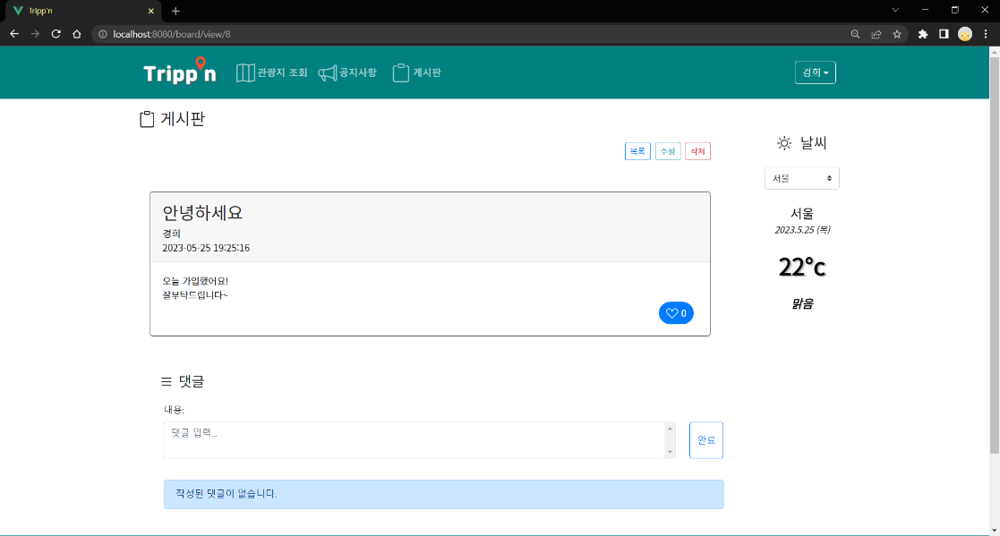 Tripp'n
localhost:8080/board/view/8
Tripp'n
관광지 조회
공지사항
게시판
경희
게시판
목록
수정
삭제
날씨
서울
안녕하세요
경희
2023-05-25 19:25:16
오늘 가입했어요!
잘부탁드립니다~
0
서울
2023.5.25 (목)
22°c
맑음
댓글
내용:
댓글 입력...
완료
작성된 댓글이 없습니다.